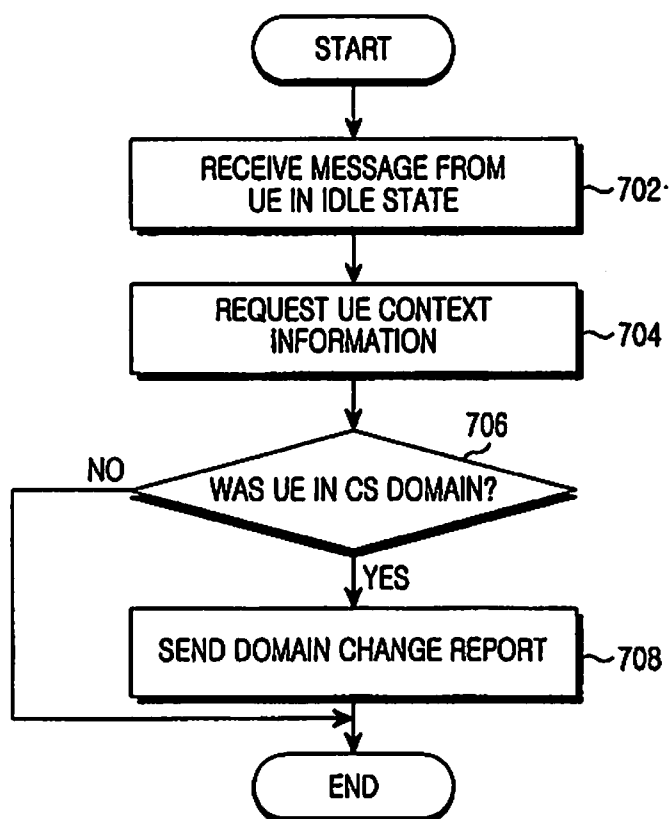 START
RECEIVE MESSAGE FROM
UE IN IDLE STATE
702
REQUEST UE CONTEXT
INFORMATION
704
706
NO
WAS UE IN CS DOMAIN?
YES
SEND DOMAIN CHANGE REPORT
708
END